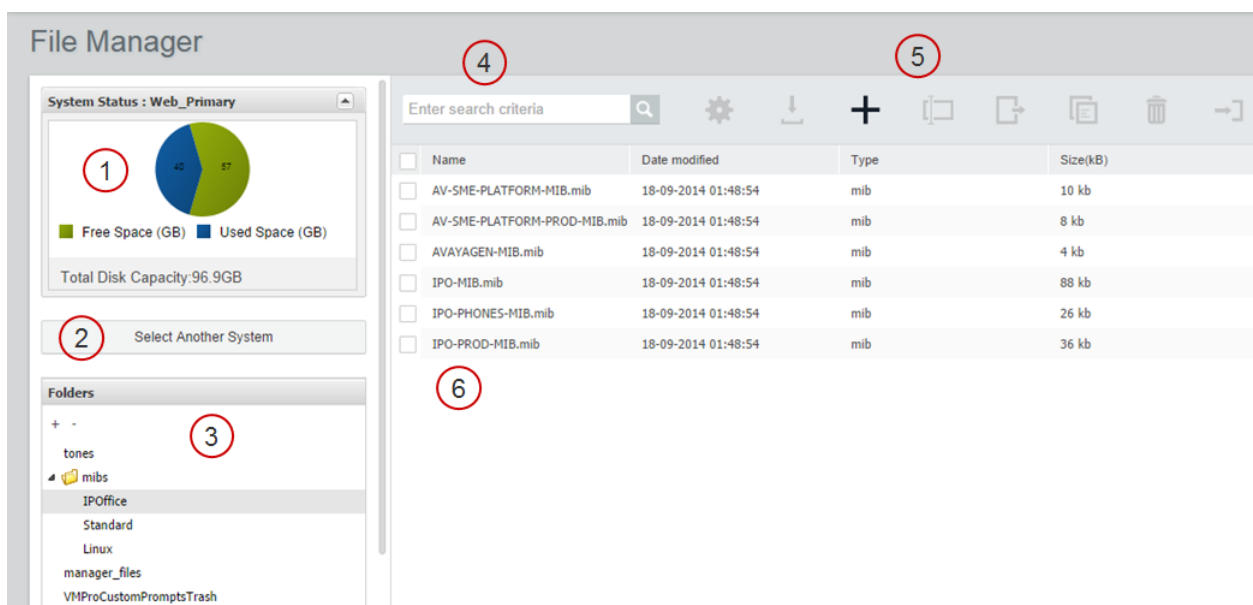 File Manager
4
5
System Status : Web_Primary
1
40 57
Free Space (GB) Used Space (GB)
Total Disk Capacity:96.9GB
2
Select Another System
Folders
+ -
3
tones
mibs
IPOffice
Standard
Linux
manager_files
VMProCustomPromptsTrash
Enter search criteria
Name Date modified Type Size(kB)
AV-SME-PLATFORM-MIB.mib 18-09-2014 01:48:54 mib 10 kb
AV-SME-PLATFORM-PROD-MIB.mib 18-09-2014 01:48:54 mib 8 kb
AVAYAGEN-MIB.mib 18-09-2014 01:48:54 mib 4 kb
IPO-MIB.mib 18-09-2014 01:48:54 mib 88 kb
IPO-PHONES-MIB.mib 18-09-2014 01:48:54 mib 26 kb
IPO-PROD-MIB.mib 18-09-2014 01:48:54 mib 36 kb
6